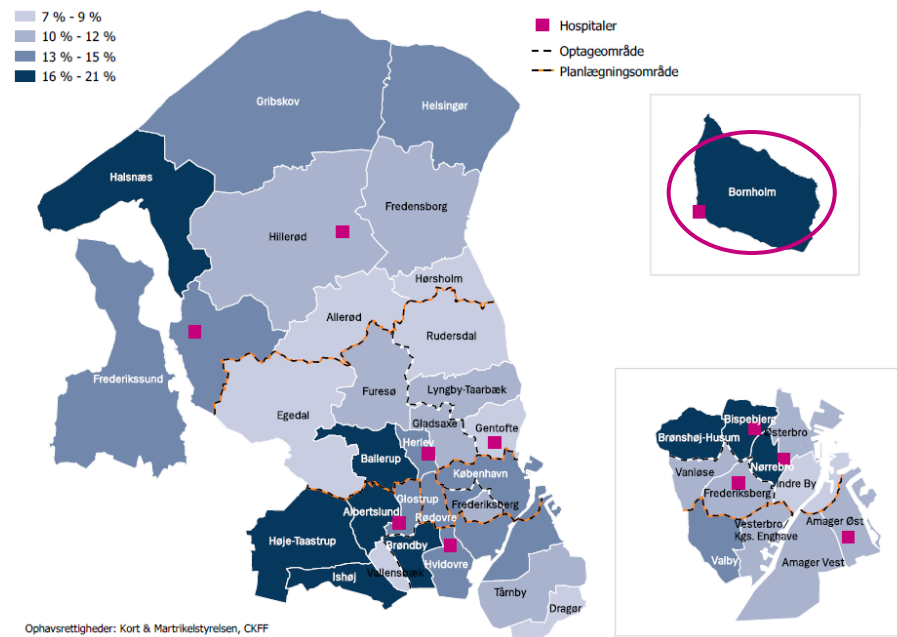 7 % - 9 %
10 % - 12 %
13 % - 15 %
16 % - 21 %
Hospitaler
Optageområde
Planlægningsområde
Gribskov
Helsingør
Halsnæs
Fredensborg
Hillerød
Hørsholm
Allerød
Rudersdal
Frederikssund
Furesø
Lyngby-Taarbæk
Egedal
Gladsaxe
Gentofte
Herlev
Ballerup
København
Glostrup
Frederiksberg
Albertslund
Rødovre
Høje-Taastrup
Brøndby
Hvidovre
Ishøj
Vallensbæk
Tårnby
Dragør
Bornholm
Bispebjerg
Østerbro
Brønshøj-Husum
Nørrebro
Vanløse
Indre By
Frederiksberg
Vesterbro/
Kgs. Enghave
Amager Øst
Valby
Amager Vest
Ophavsrettigheder: Kort & Martrikelstyrelsen, CKFF